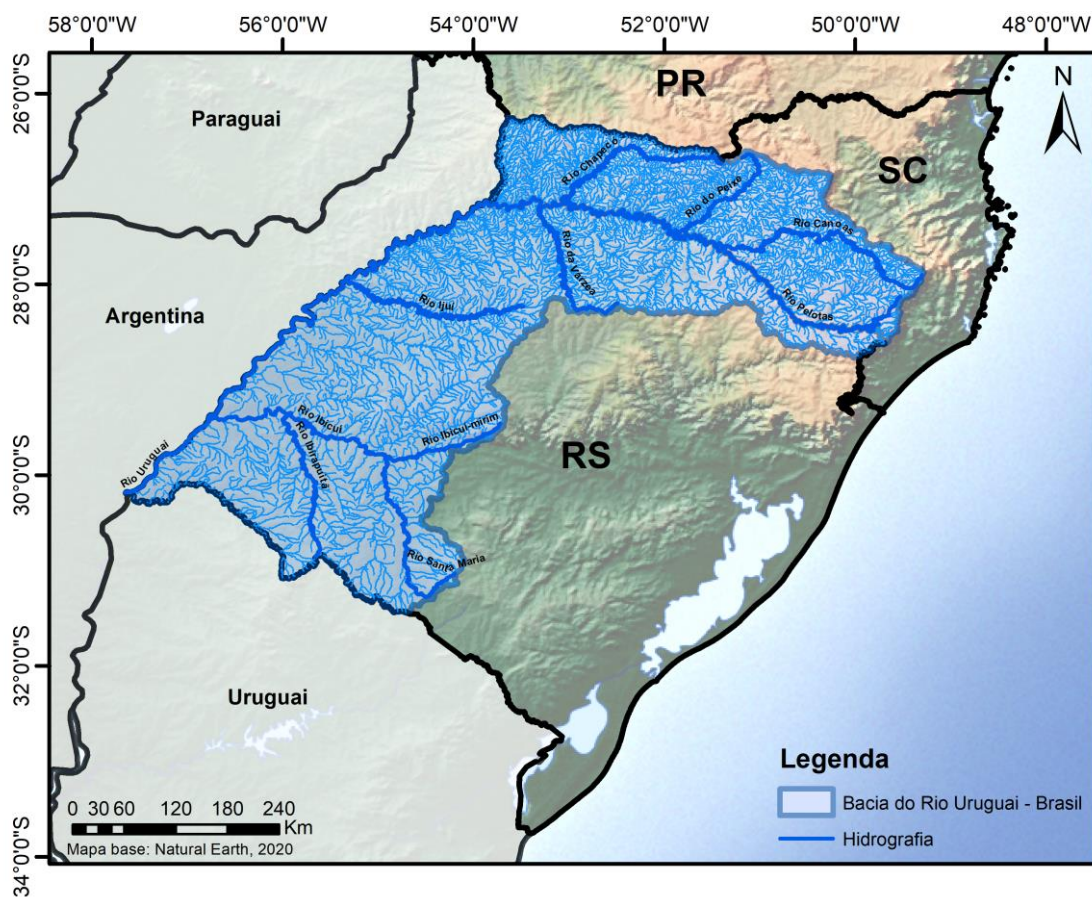 58°0'0"W 56°0'0"W 54°0'0"W 52°0'0"W 50°0'0"W 48°0'0"W
26°0'0"S
28°0'0"S
30°0'0"S
32°0'0"S
34°0'0"S
N
PR
SC
RS
Paraguai
Argentina
Uruguai
Rio Chapecó
Rio do Peixe
Rio Canoas
Rio da Várzea
Rio Pelotas
Rio Ijuí
Rio Ibicuí
Rio Ibicuí-mirim
Rio Ibirapuitã
Rio Uruguai
Rio Santa Maria
Legenda
Bacia do Rio Uruguai - Brasil
Hidrografia
0 30 60 120 180 240
Km
Mapa base: Natural Earth, 2020